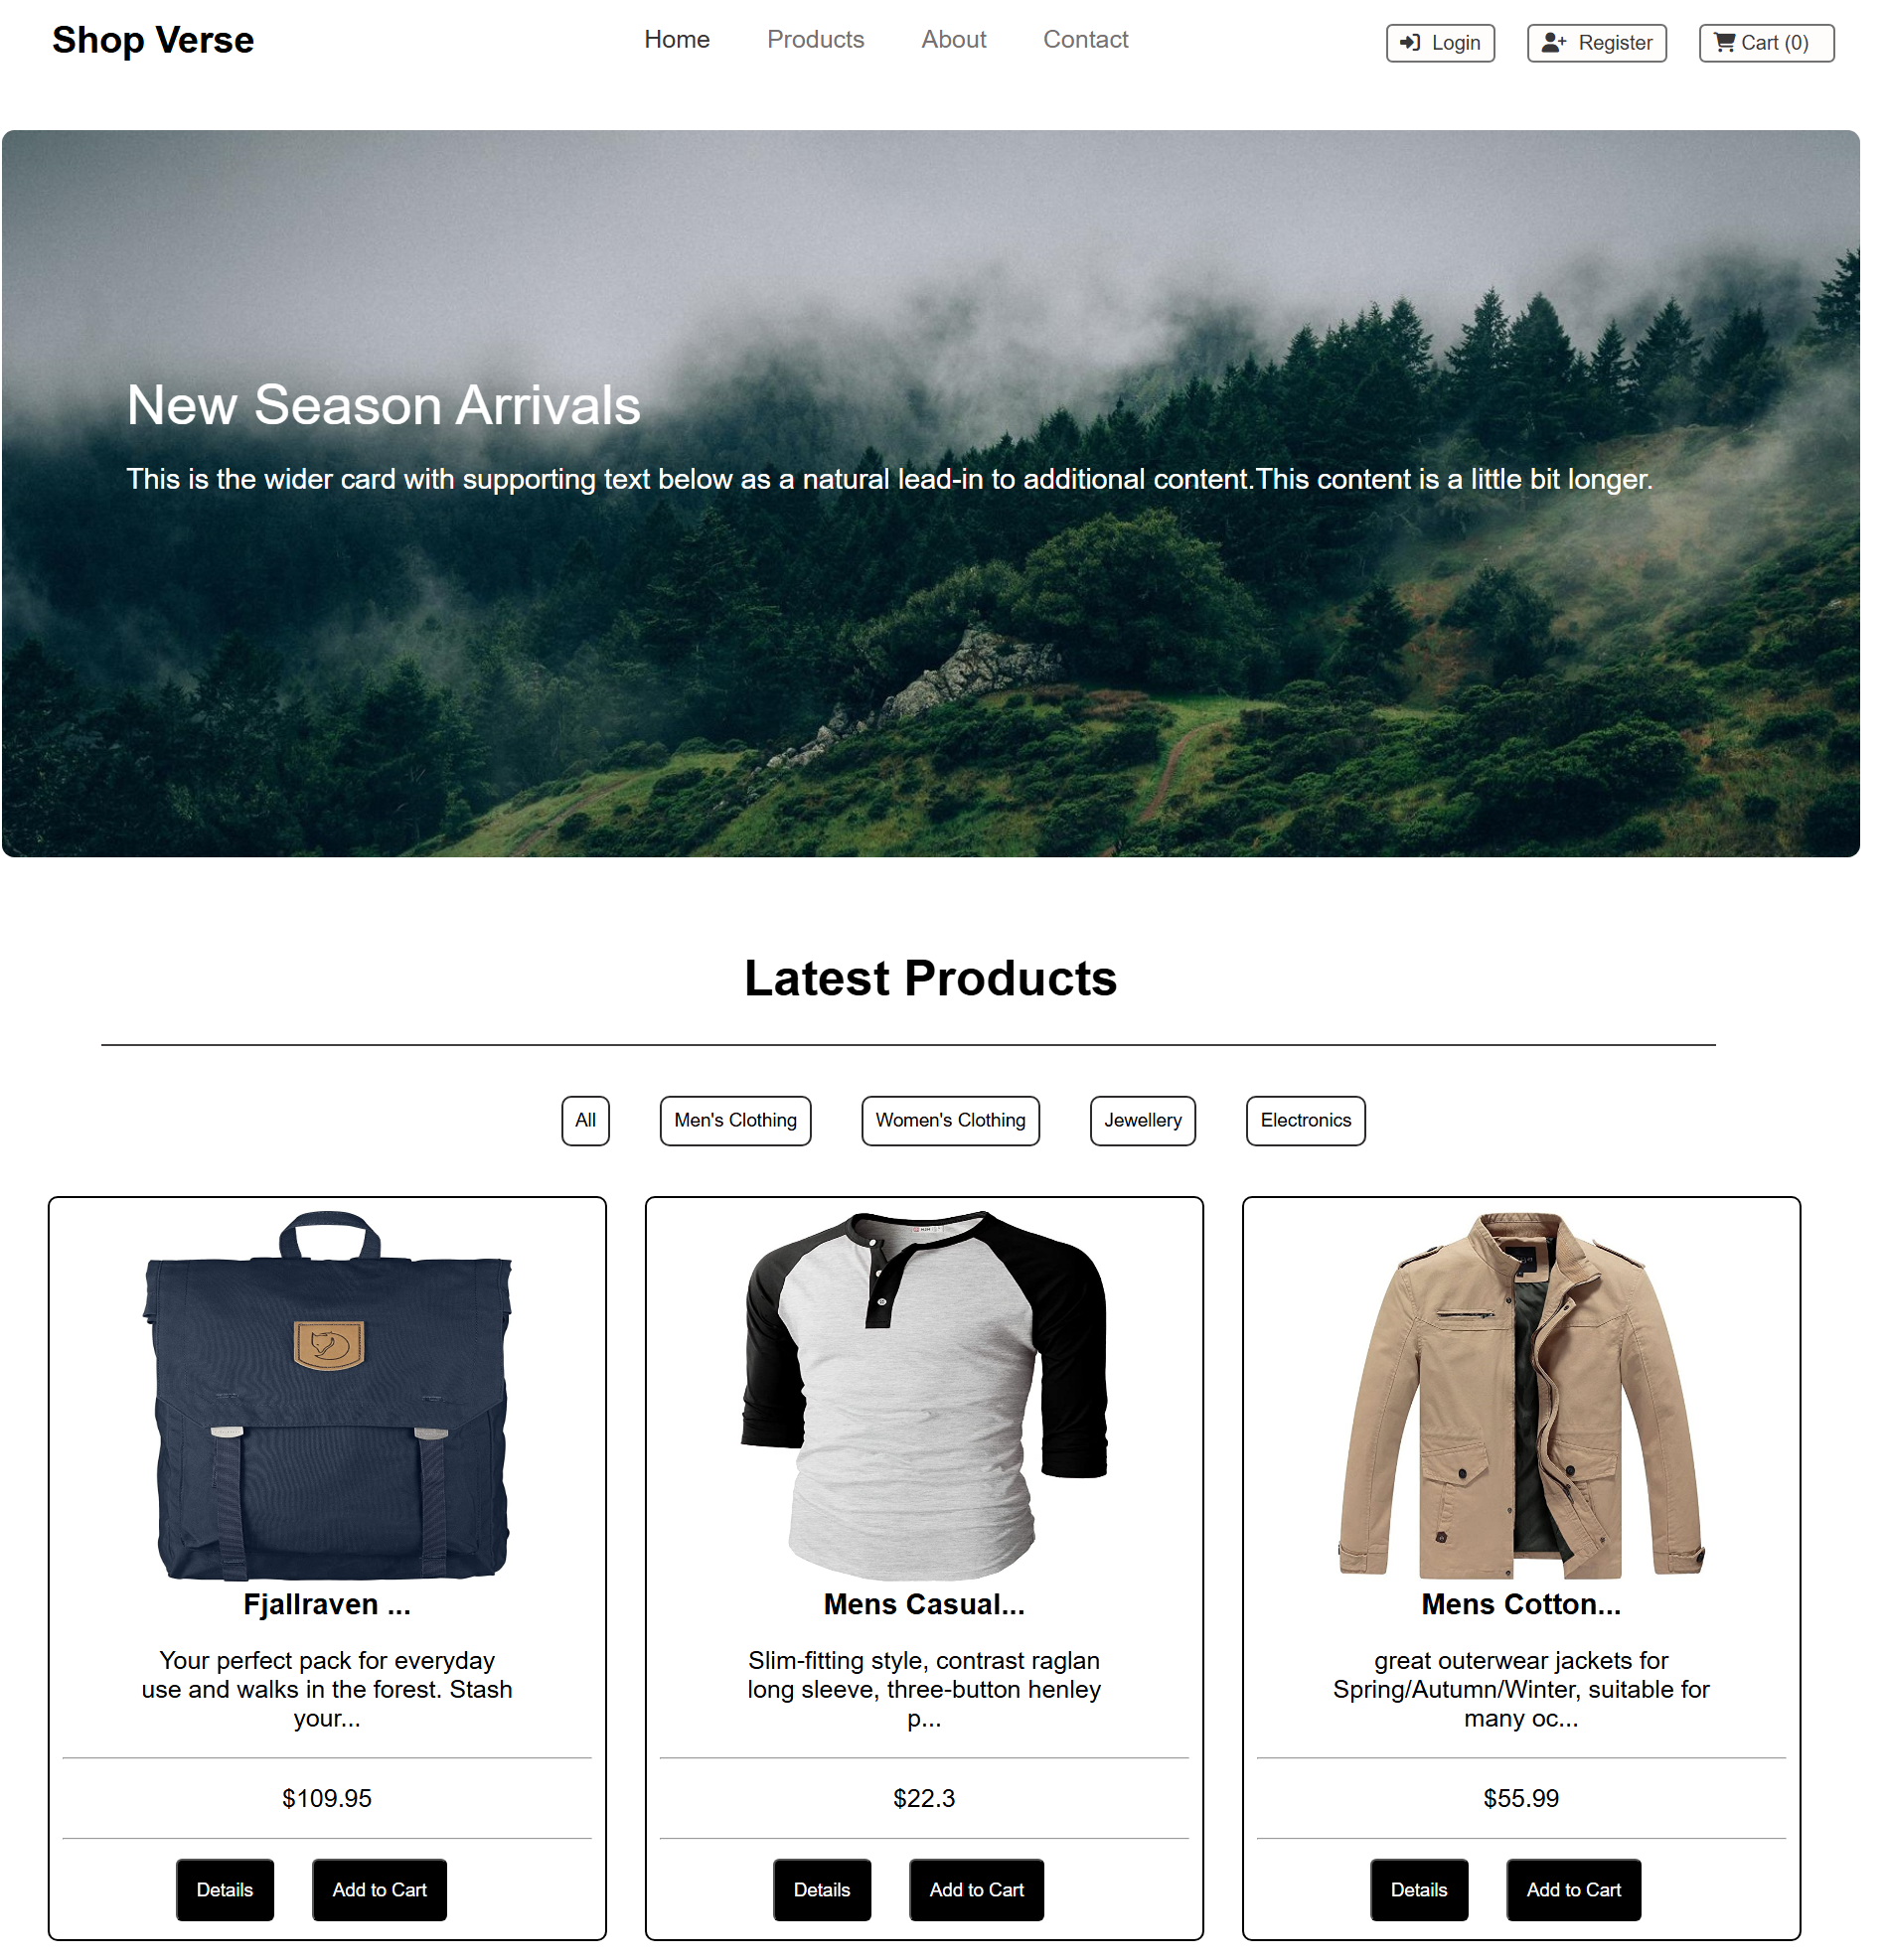 Shop Verse Home Products About Contact Login Register Cart (0)
New Season Arrivals
This is the wider card with supporting text below as a natural lead-in to additional content.This content is a little bit longer.
Latest Products
All Men's Clothing Women's Clothing Jewellery Electronics
Fjallraven ...
Your perfect pack for everyday
use and walks in the forest. Stash
your...
$109.95
Details Add to Cart
Mens Casual...
Slim-fitting style, contrast raglan
long sleeve, three-button henley
p...
$22.3
Details Add to Cart
Mens Cotton...
great outerwear jackets for
Spring/Autumn/Winter, suitable for
many oc...
$55.99
Details Add to Cart